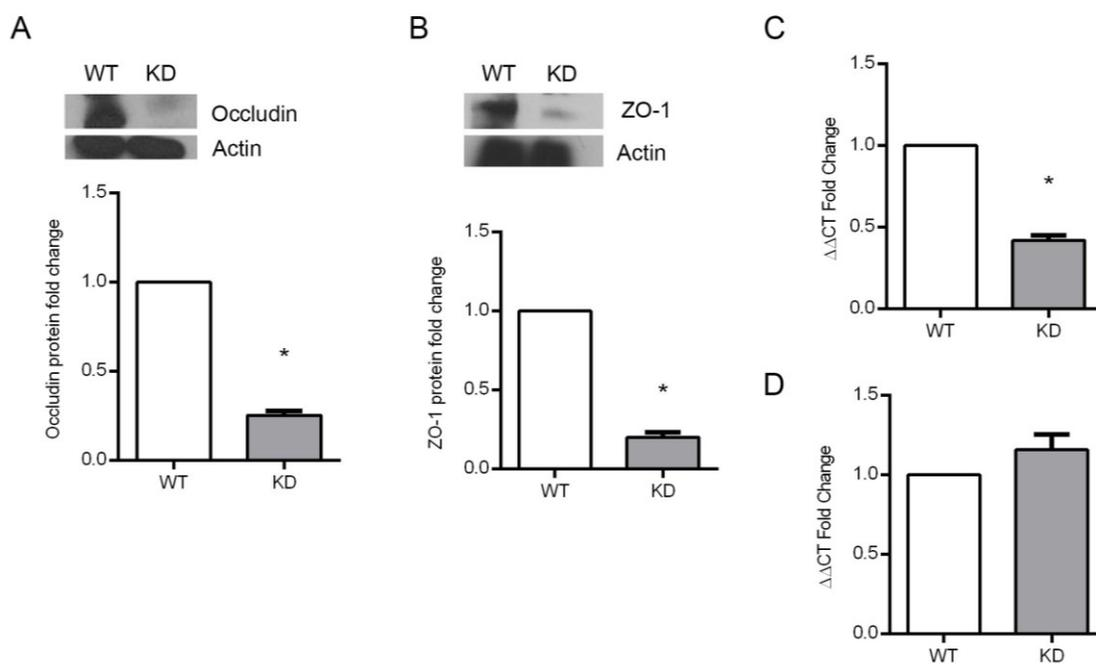 A
WT KD
Occludin
Actin
Occludin protein fold change
1.5
1.0
0.5
0.0
WT KD
*
B
WT KD
ZO-1
Actin
ZO-1 protein fold change
1.5
1.0
0.5
0.0
WT KD
*
C
ΔΔCT Fold Change
1.5
1.0
0.5
0.0
WT KD
*
D
ΔΔCT Fold Change
1.5
1.0
0.5
0.0
WT KD